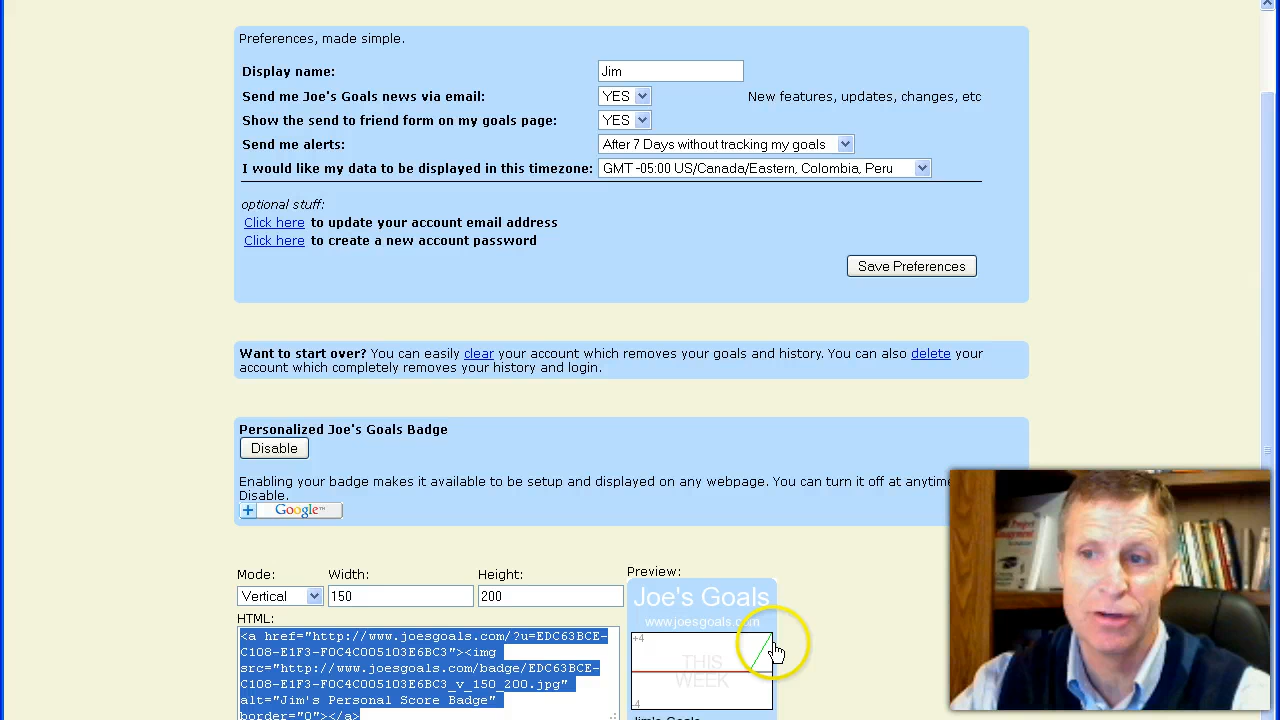 Preferences, made simple.
Display name: Jim
Send me Joe's Goals news via email: YES New features, updates, changes, etc
Show the send to friend form on my goals page: YES
Send me alerts: After 7 Days without tracking my goals
I would like my data to be displayed in this timezone: GMT -05:00 US/Canada/Eastern, Colombia, Peru
optional stuff:
Click here to update your account email address
Click here to create a new account password
Save Preferences
Want to start over? You can easily clear your account which removes your goals and history. You can also delete your
account which completely removes your history and login.
Personalized Joe's Goals Badge
Disable
Enabling your badge makes it available to be setup and displayed on any webpage. You can turn it off at anytime
Disable.
+ Google™
Mode: Width: Height: Preview:
Vertical 150 200
Joe's Goals
www.joesgoals.com
HTML:
<a href="http://www.joesgoals.com/?u=EDC63BCE-
C108-E1F3-F0C4C005103E6BC3"><img
src="http://www.joesgoals.com/badge/EDC63BCE-
C108-E1F3-F0C4C005103E6BC3_v_150_200.jpg"
alt="Jim's Personal Score Badge"
border="0"></a>
+4
THIS
WEEK
-4
Jim's Goals
Project
Management